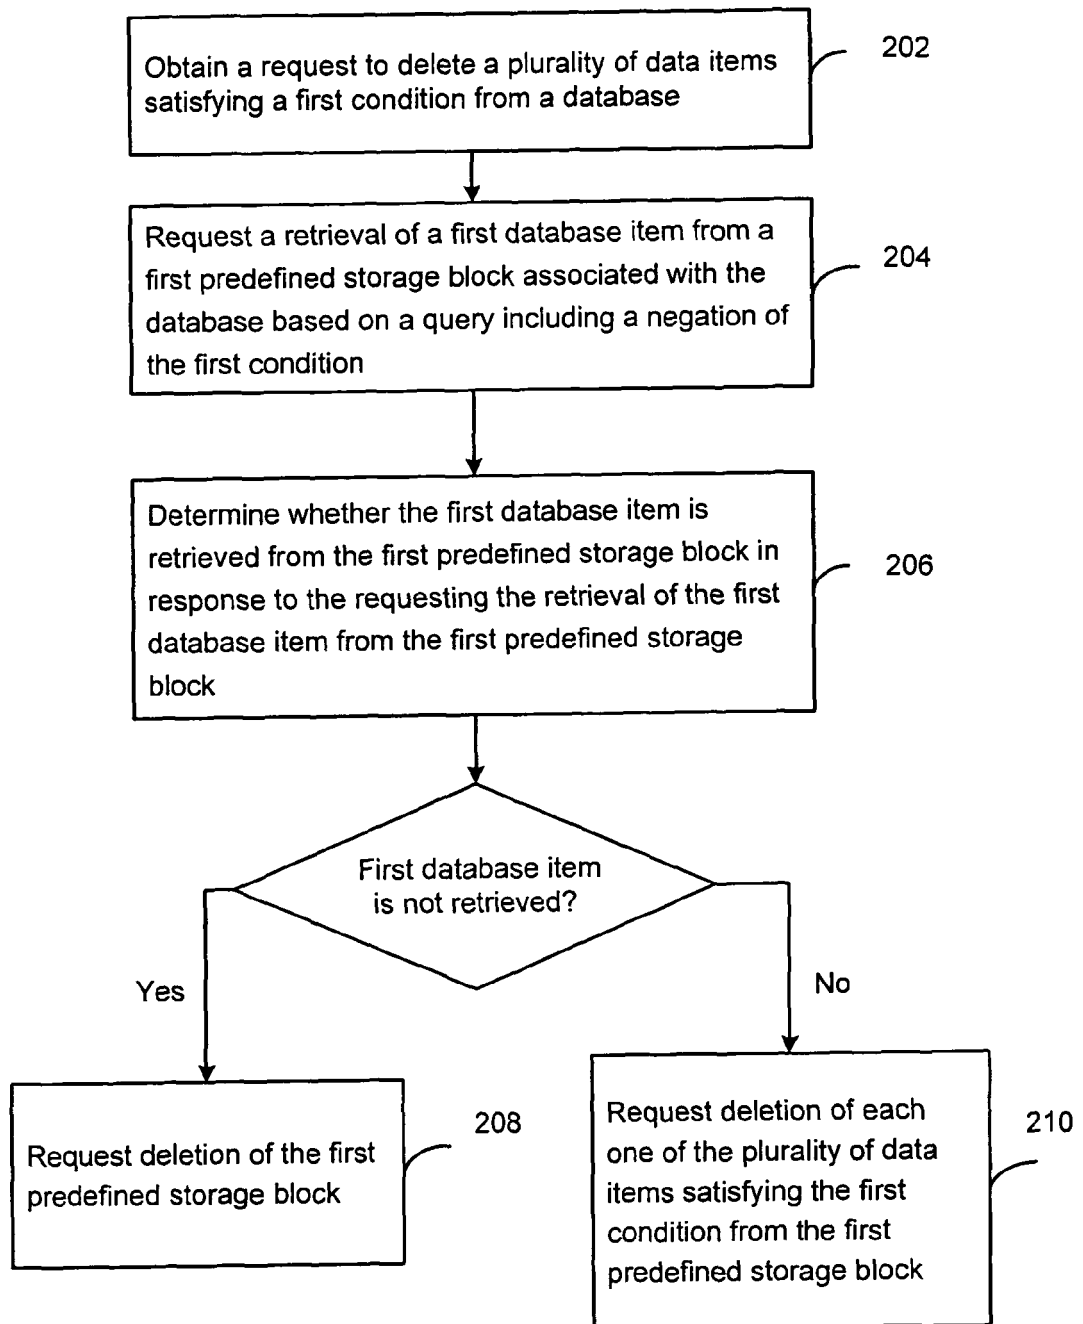 Obtain a request to delete a plurality of data items
satisfying a first condition from a database
202
Request a retrieval of a first database item from a
first predefined storage block associated with the
database based on a query including a negation of
the first condition
204
Determine whether the first database item is
retrieved from the first predefined storage block in
response to the requesting the retrieval of the first
database item from the first predefined storage
block
206
First database item
is not retrieved?
Yes
No
Request deletion of the first
predefined storage block
208
Request deletion of each
one of the plurality of data
items satisfying the first
condition from the first
predefined storage block
210